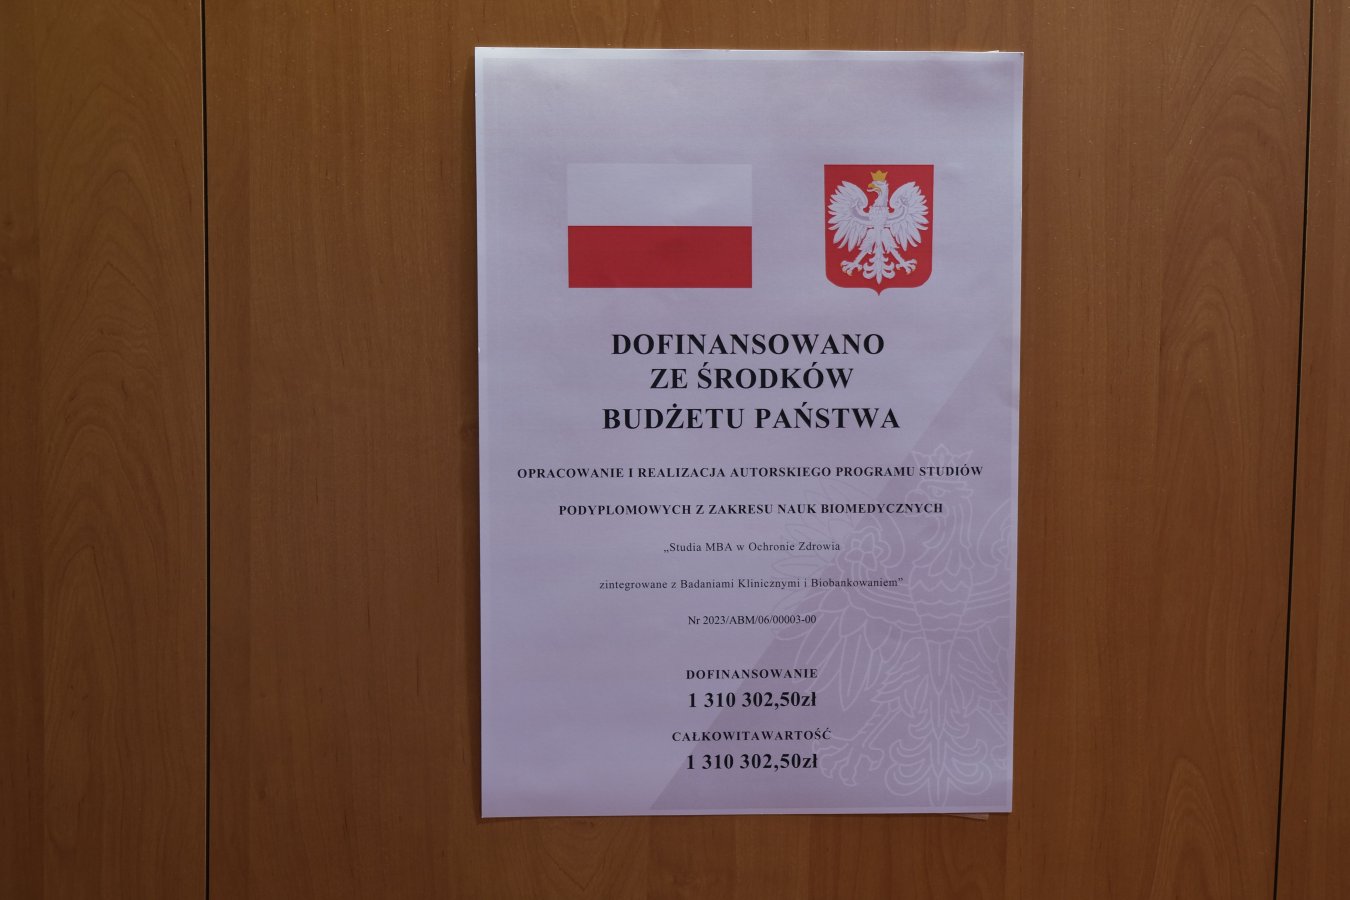 DOFINANSOWANO
ZE ŚRODKÓW
BUDŻETU PAŃSTWA
OPRACOWANIE I REALIZACJA AUTORSKIEGO PROGRAMU STUDIÓW
PODYPLOMOWYCH Z ZAKRESU NAUK BIOMEDYCZNYCH
„Studia MBA w Ochronie Zdrowia
zintegrowane z Badaniami Klinicznymi i Biobankowaniem”
Nr 2023/ABM/06/00003-00
DOFINANSOWANIE
1 310 302,50zł
CAŁKOWITAWARTOŚĆ
1 310 302,50zł